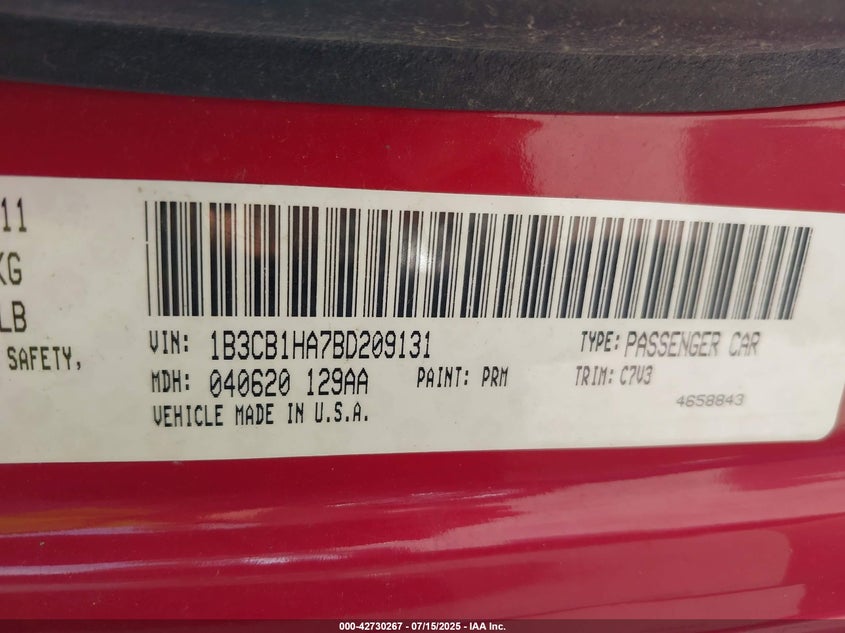 11
KG
LB
SAFETY,
VIN: 1B3CB1HA7BD209131 TYPE: PASSENGER CAR
MDH: 040620 129AA PAINT: PRM TRIM: C7V3
VEHICLE MADE IN U.S.A. 4658843
000-42730267 - 07/15/2025 - IAA Inc.